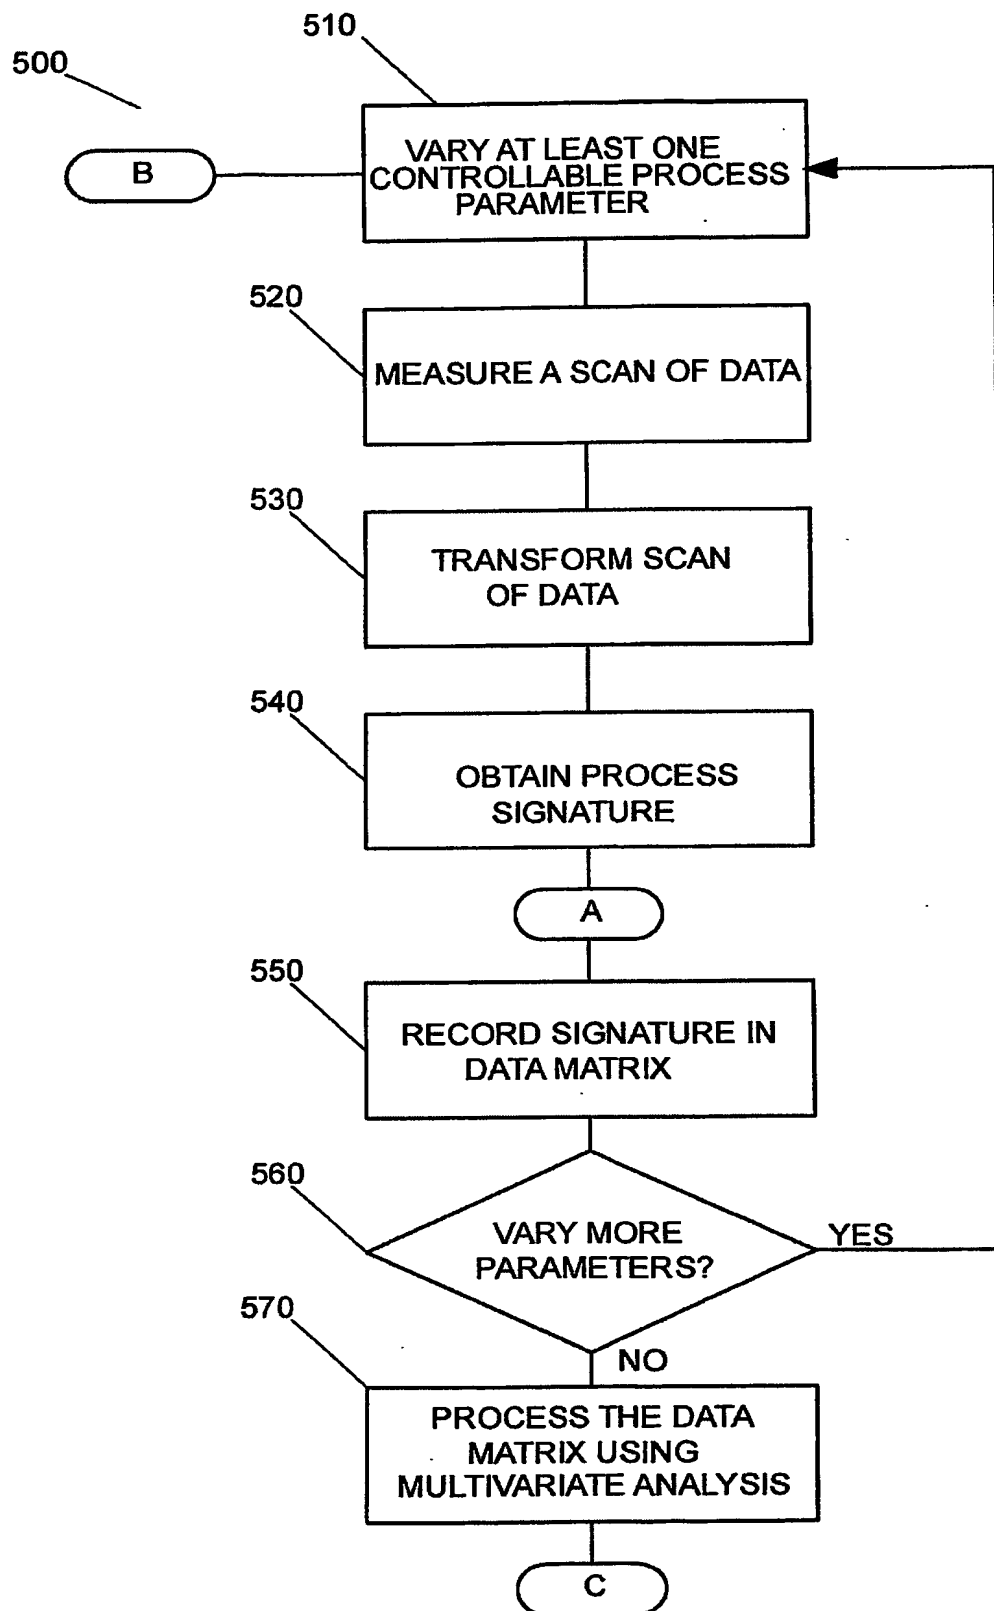 510
500
B
VARY AT LEAST ONE
CONTROLLABLE PROCESS
PARAMETER
520
MEASURE A SCAN OF DATA
530
TRANSFORM SCAN
OF DATA
540
OBTAIN PROCESS
SIGNATURE
A
550
RECORD SIGNATURE IN
DATA MATRIX
560
VARY MORE
PARAMETERS?
YES
570
NO
PROCESS THE DATA
MATRIX USING
MULTIVARIATE ANALYSIS
C